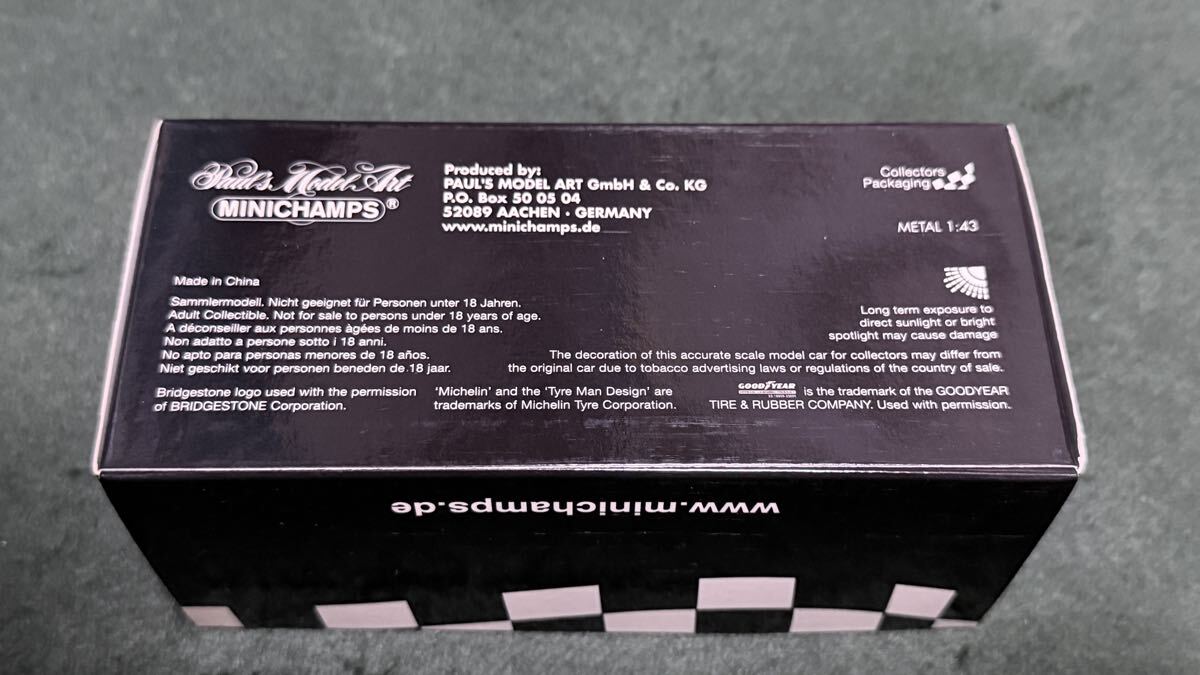 Paul's Model Art
MINICHAMPS®
Produced by:
PAUL'S MODEL ART GmbH & Co. KG
P.O. Box 50 05 04
52089 AACHEN · GERMANY
www.minichamps.de
Collectors
Packaging
METAL 1:43
Made in China
Sammlermodell. Nicht geeignet für Personen unter 18 Jahren.
Adult Collectible. Not for sale to persons under 18 years of age.
A déconseiller aux personnes àgées de moins de 18 ans.
Non adatto a persone sotto i 18 anni.
No apto para personas menores de 18 años.
Niet geschikt voor personen beneden de 18 jaar.
Long term exposure to
direct sunlight or bright
spotlight may cause damage
The decoration of this accurate scale model car for collectors may differ from
the original car due to tobacco advertising laws or regulations of the country of sale.
Bridgestone logo used with the permission
of BRIDGESTONE Corporation.
'Michelin' and the 'Tyre Man Design' are
trademarks of Michelin Tyre Corporation.
GOODYEAR is the trademark of the GOODYEAR
TIRE & RUBBER COMPANY. Used with permission.
www.minichamps.de